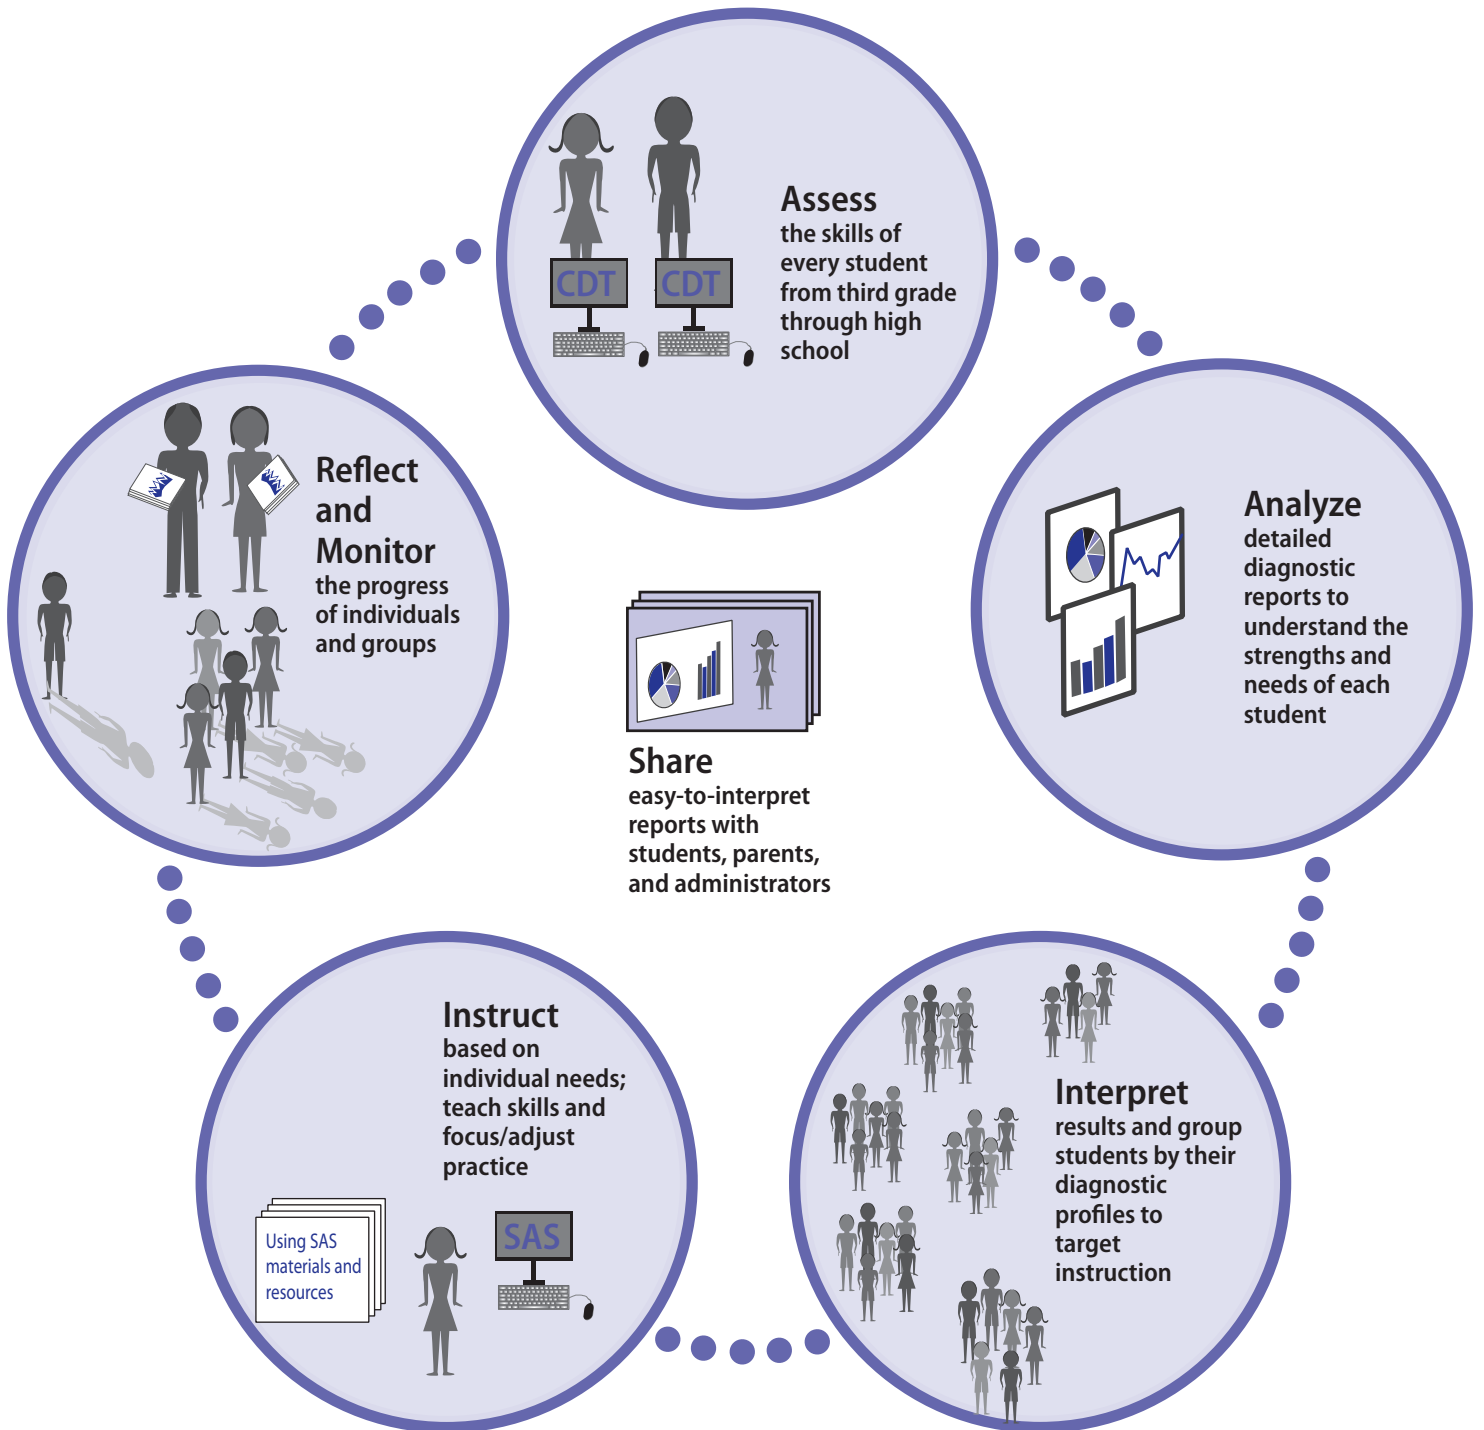 Assess
the skills of
every student
from third grade
through high
school
CDT
CDT
Analyze
detailed
diagnostic
reports to
understand the
strengths and
needs of each
student
Interpret
results and group
students by their
diagnostic
profiles to
target
instruction
Instruct
based on
individual needs;
teach skills and
focus/adjust
practice
Using SAS
materials and
resources
SAS
Reflect
and
Monitor
the progress
of individuals
and groups
Share
easy-to-interpret
reports with
students, parents,
and administrators